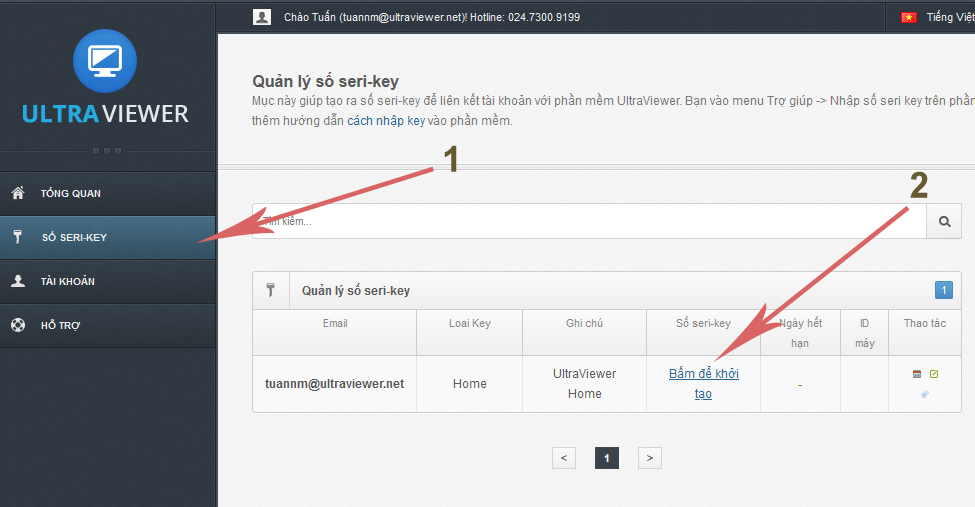 Chào Tuấn (tuannm@ultraviewer.net)! Hotline: 024.7300.9199
Tiếng Việt
ULTRAVIEWER
TỔNG QUAN
SỐ SERI-KEY
TÀI KHOẢN
HỖ TRỢ
Quản lý số seri-key
Mục này giúp tạo ra số seri-key để liên kết tài khoản với phần mềm UltraViewer. Bạn vào menu Trợ giúp -> Nhập số seri key trên phần
thêm hướng dẫn cách nhập key vào phần mềm.
1
2
Tìm kiếm...
Quản lý số seri-key
1
Email Loại Key Ghi chú Số seri-key Ngày hết hạn ID máy Thao tác
tuannm@ultraviewer.net Home UltraViewer Home Bấm để khởi tạo -
< 1 >